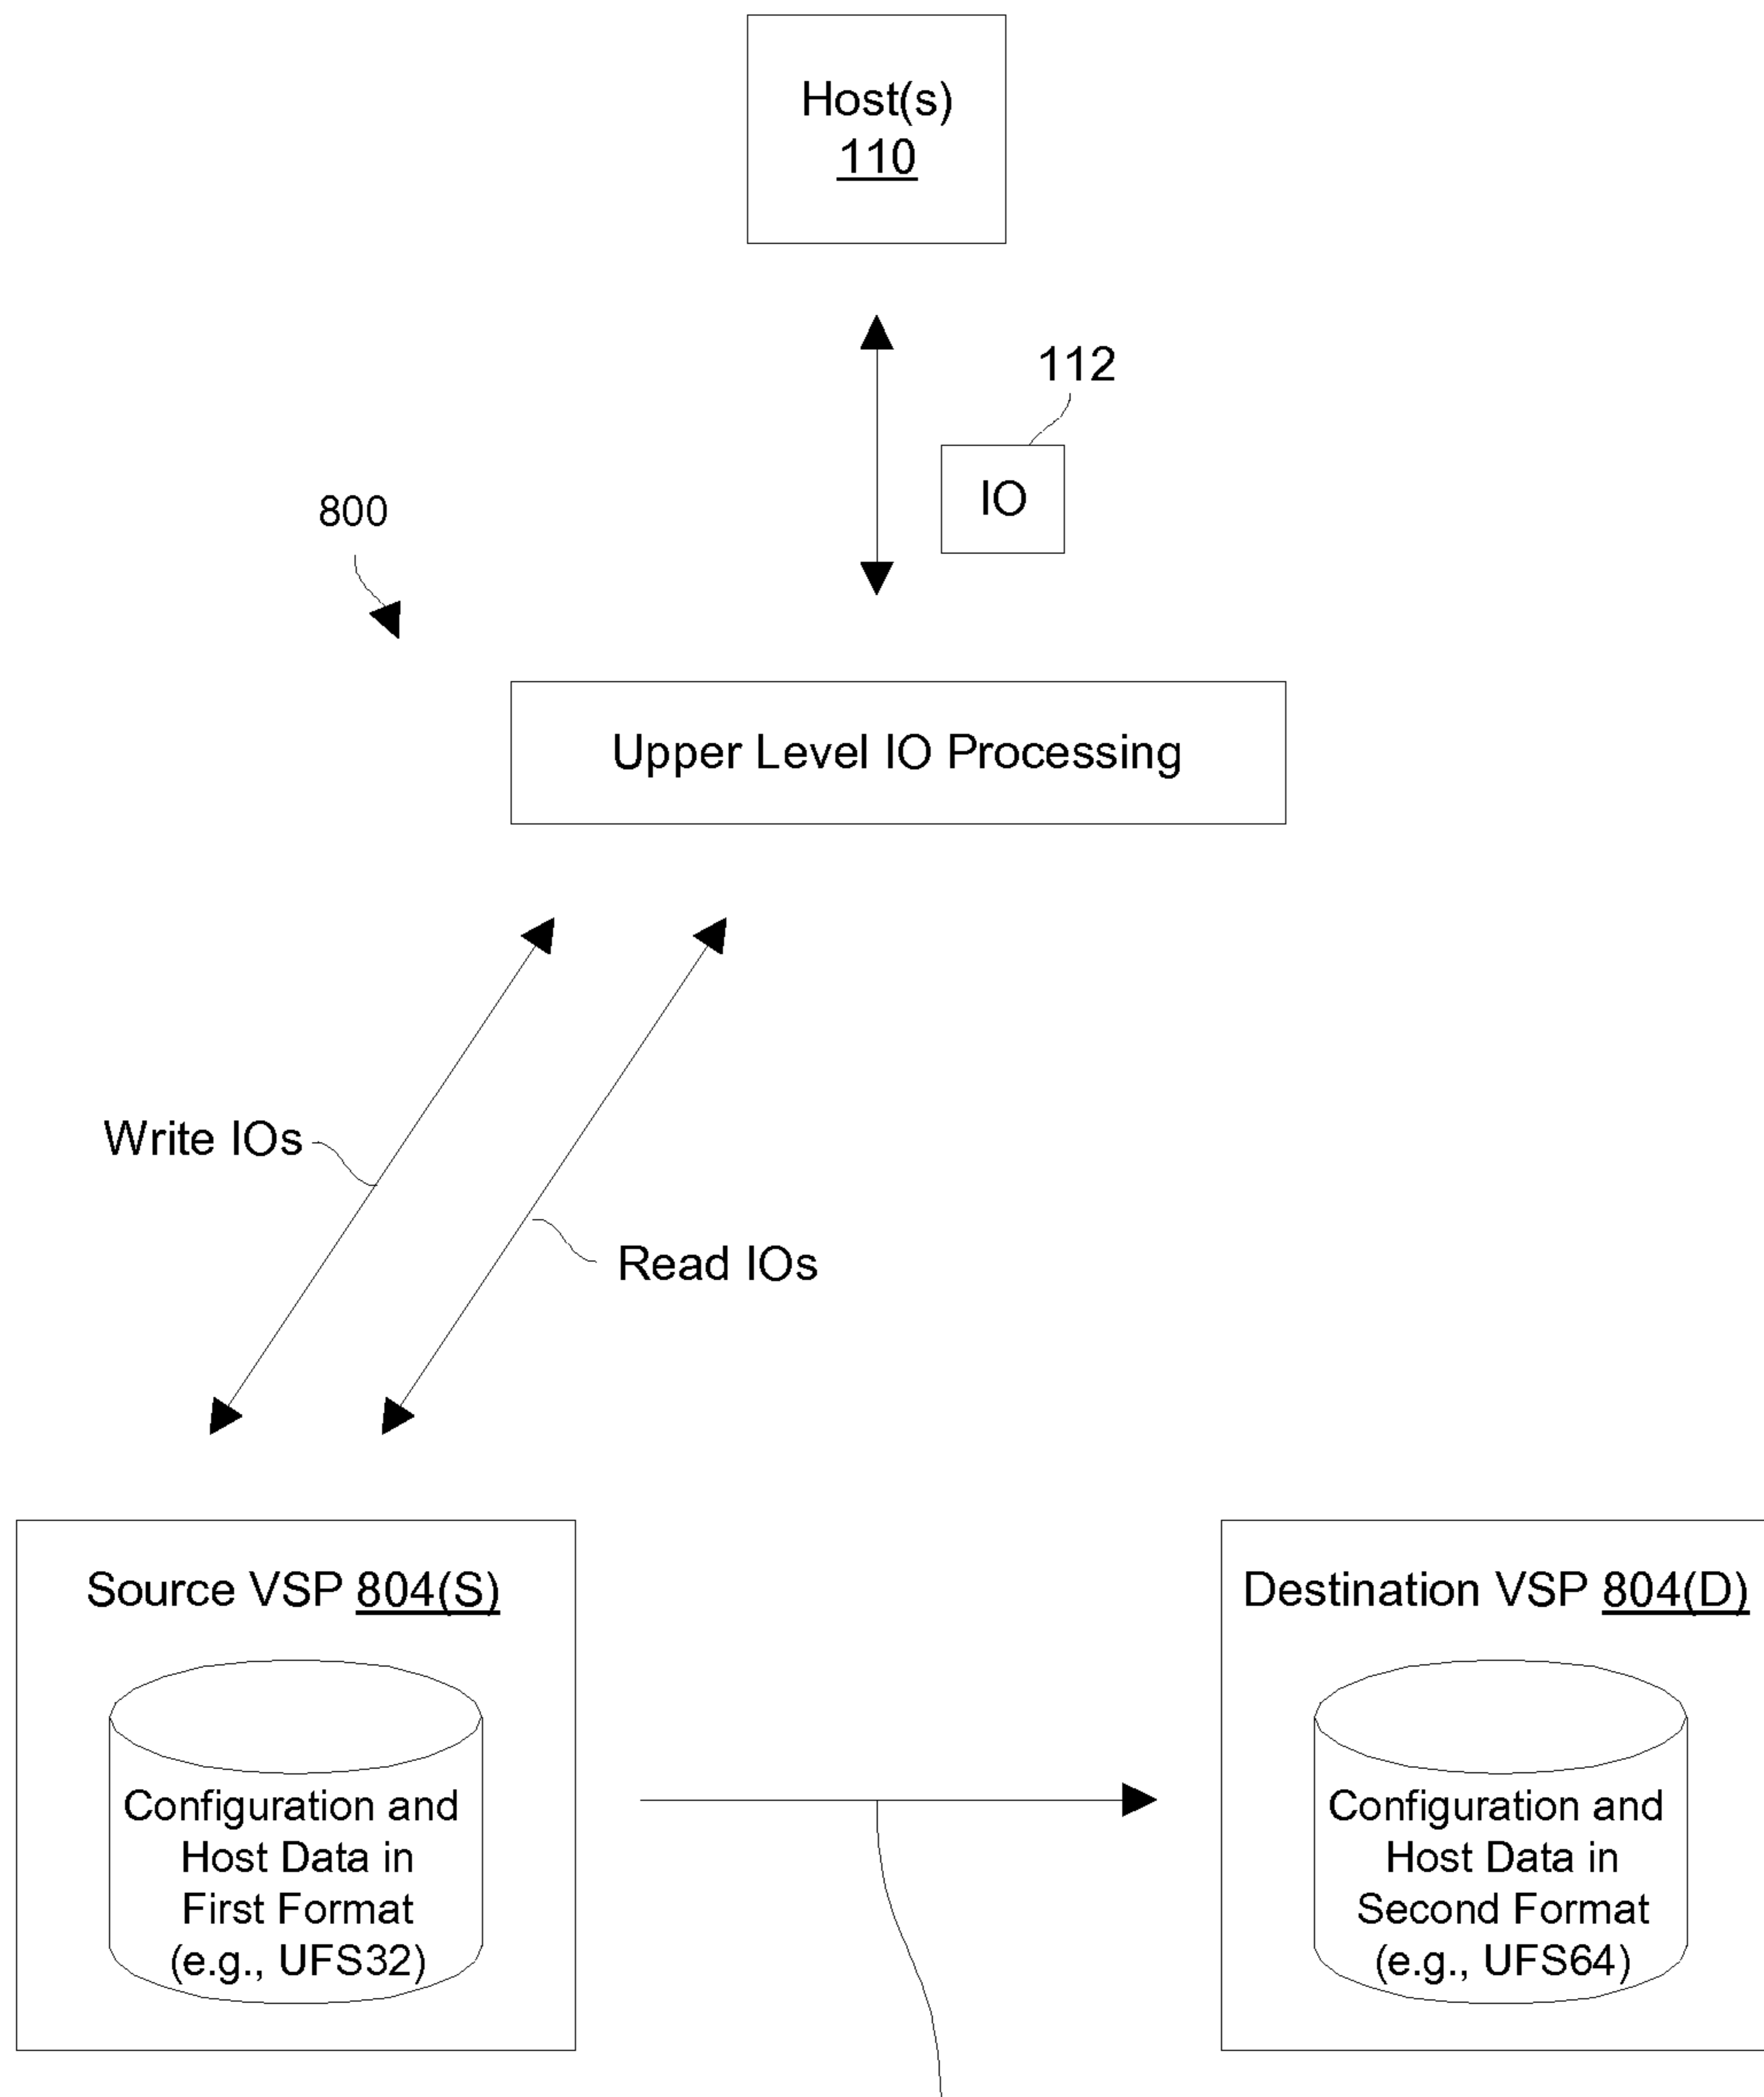 Host(s)
110
112
IO
800
Upper Level IO Processing
Write IOs
Read IOs
Source VSP 804(S)
Configuration and
Host Data in
First Format
(e.g., UFS32)
Destination VSP 804(D)
Configuration and
Host Data in
Second Format
(e.g., UFS64)